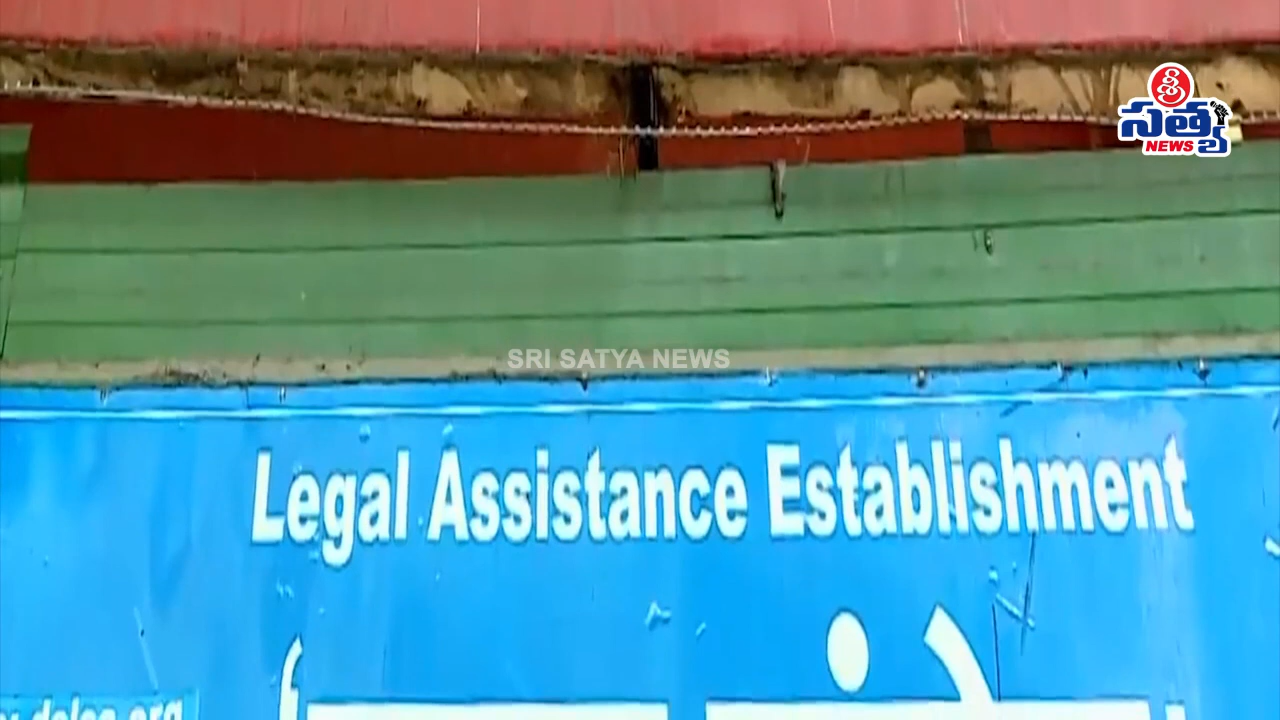 శ్రీ
సత్య
NEWS
SRI SATYA NEWS
Legal Assistance Establishment